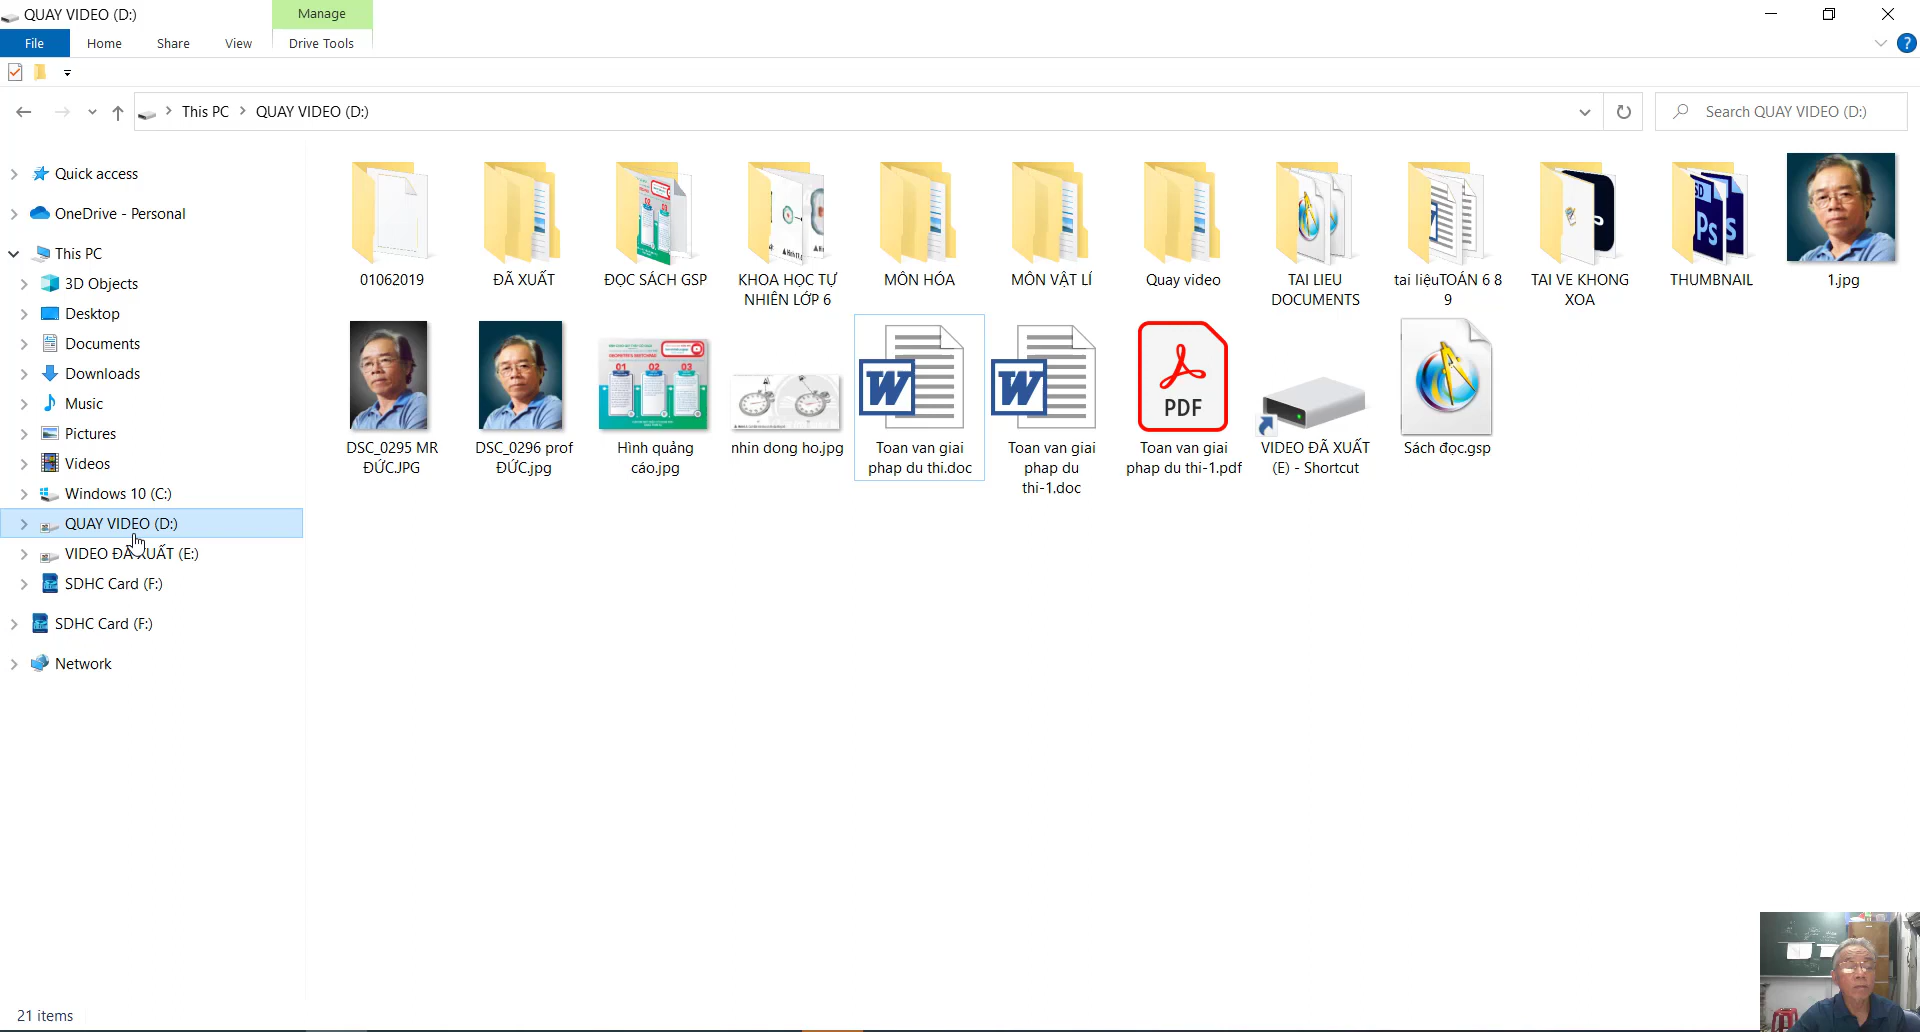 QUAY VIDEO (D:)
Manage
File
Home
Share
View
Drive Tools
This PC
QUAY VIDEO (D:)
Search QUAY VIDEO (D:)
Quick access
OneDrive - Personal
This PC
3D Objects
Desktop
Documents
Downloads
Music
Pictures
Videos
Windows 10 (C:)
QUAY VIDEO (D:)
VIDEO ĐÃ XUẤT (E:)
SDHC Card (F:)
SDHC Card (F:)
Network
01062019
ĐÃ XUẤT
ĐỌC SÁCH GSP
KHOA HỌC TỰ
NHIÊN LỚP 6
MÔN HÓA
MÔN VẬT LÍ
Quay video
TAI LIEU
DOCUMENTS
tai liệuTOÁN 6 8
9
TAI VE KHONG
XOA
THUMBNAIL
1.jpg
DSC_0295 MR
ĐỨC.JPG
DSC_0296 prof
ĐỨC.jpg
01 02 03
Hình quảng
cáo.jpg
nhin dong ho.jpg
W
Toan van giai
phap du thi.doc
W
Toan van giai
phap du
thi-1.doc
PDF
Toan van giai
phap du thi-1.pdf
VIDEO ĐÃ XUẤT
(E) - Shortcut
Sách đọc.gsp
21 items